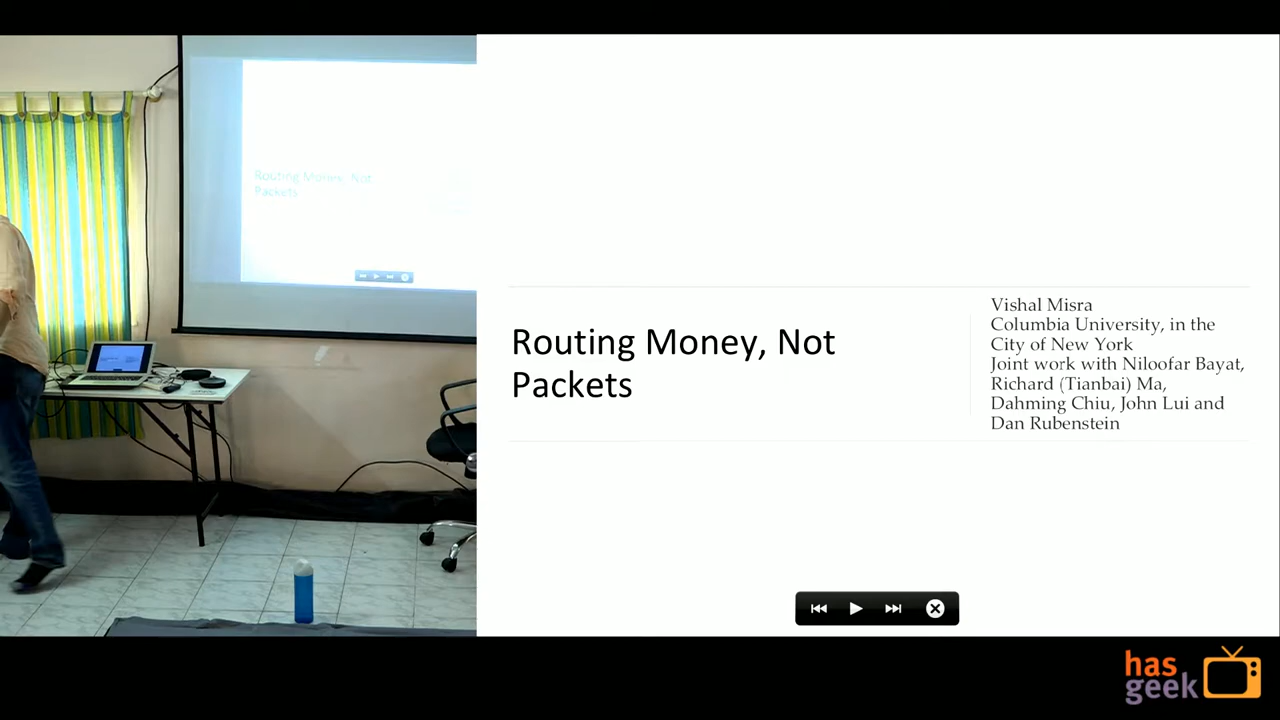 Routing Money, Not
Packets
Routing Money, Not
Packets
Vishal Misra
Columbia University, in the
City of New York
Joint work with Niloofar Bayat,
Richard (Tianbai) Ma,
Dahming Chiu, John Lui and
Dan Rubenstein
has
geek